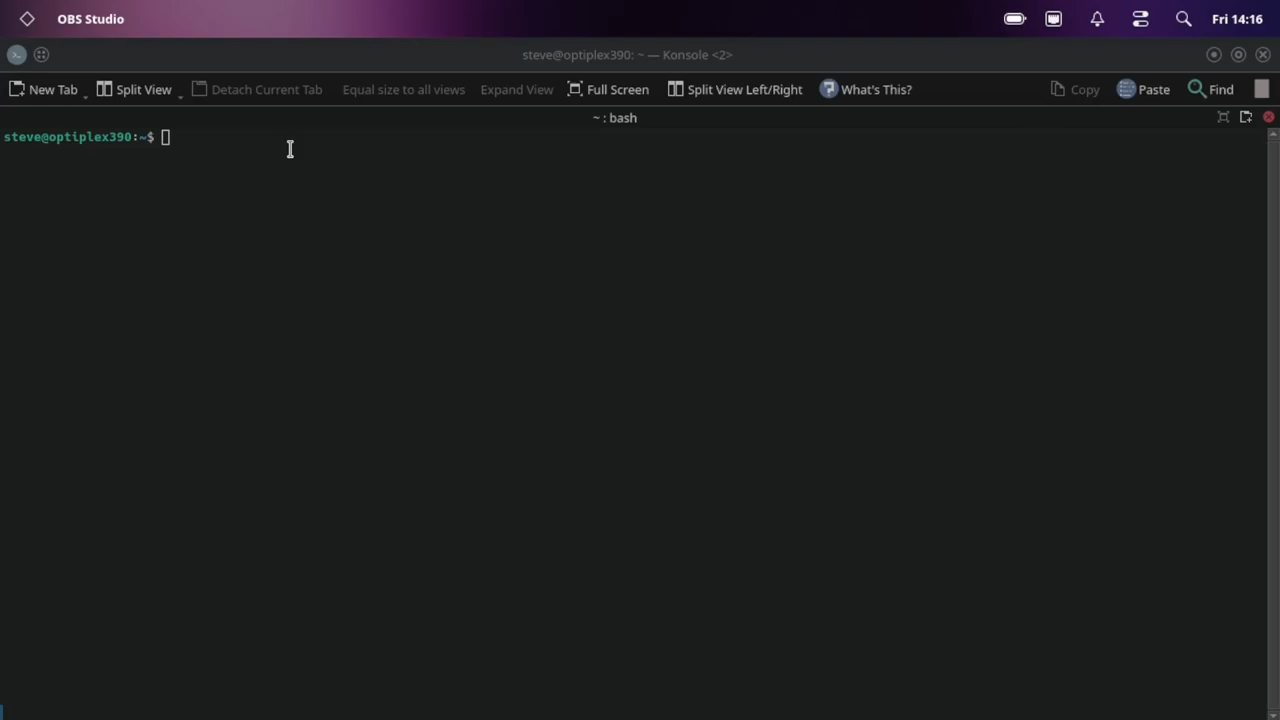 OBS Studio
Fri 14:16
steve@optiplex390: ~ — Konsole <2>
New Tab
Split View
Detach Current Tab
Equal size to all views
Expand View
Full Screen
Split View Left/Right
What's This?
Copy
Paste
Find
~ : bash
steve@optiplex390:~$